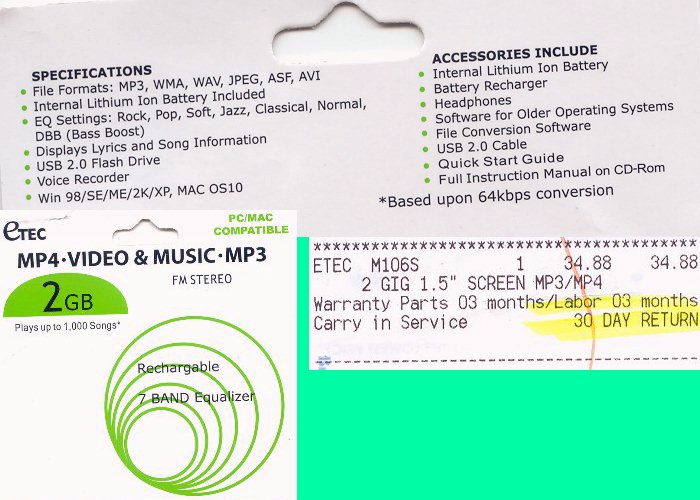 SPECIFICATIONS
• File Formats: MP3, WMA, WAV, JPEG, ASF, AVI
• Internal Lithium Ion Battery Included
• EQ Settings: Rock, Pop, Soft, Jazz, Classical, Normal,
DBB (Bass Boost)
• Displays Lyrics and Song Information
• USB 2.0 Flash Drive
• Voice Recorder
• Win 98/SE/ME/2K/XP, MAC OS10
ACCESSORIES INCLUDE
• Internal Lithium Ion Battery
• Battery Recharger
• Headphones
• Software for Older Operating Systems
• File Conversion Software
• USB 2.0 Cable
• Quick Start Guide
• Full Instruction Manual on CD-Rom
*Based upon 64kbps conversion
eTEC
PC/MAC
COMPATIBLE
MP4·VIDEO & MUSIC·MP3
FM STEREO
2GB
Plays up to 1,000 Songs*
Rechargable
7 BAND Equalizer
ETEC M106S 1 34.88 34.88
2 GIG 1.5" SCREEN MP3/MP4
Warranty Parts 03 months/Labor 03 months
Carry in Service 30 DAY RETURN